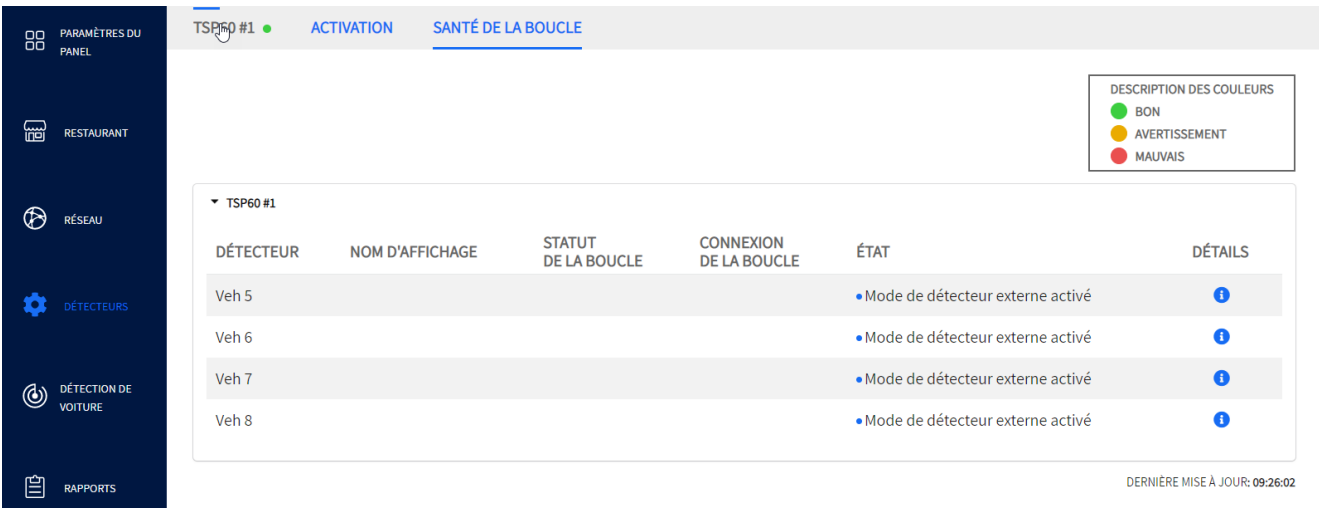 PARAMÈTRES DU
PANEL
RESTAURANT
RÉSEAU
DÉTECTEURS
DÉTECTION DE
VOITURE
RAPPORTS
TSP60 #1 ACTIVATION SANTÉ DE LA BOUCLE
DESCRIPTION DES COULEURS
BON
AVERTISSEMENT
MAUVAIS
TSP60 #1
DÉTECTEUR NOM D'AFFICHAGE STATUT DE LA BOUCLE CONNEXION DE LA BOUCLE ÉTAT DÉTAILS
Veh 5 Mode de détecteur externe activé
Veh 6 Mode de détecteur externe activé
Veh 7 Mode de détecteur externe activé
Veh 8 Mode de détecteur externe activé
DERNIÈRE MISE À JOUR: 09:26:02